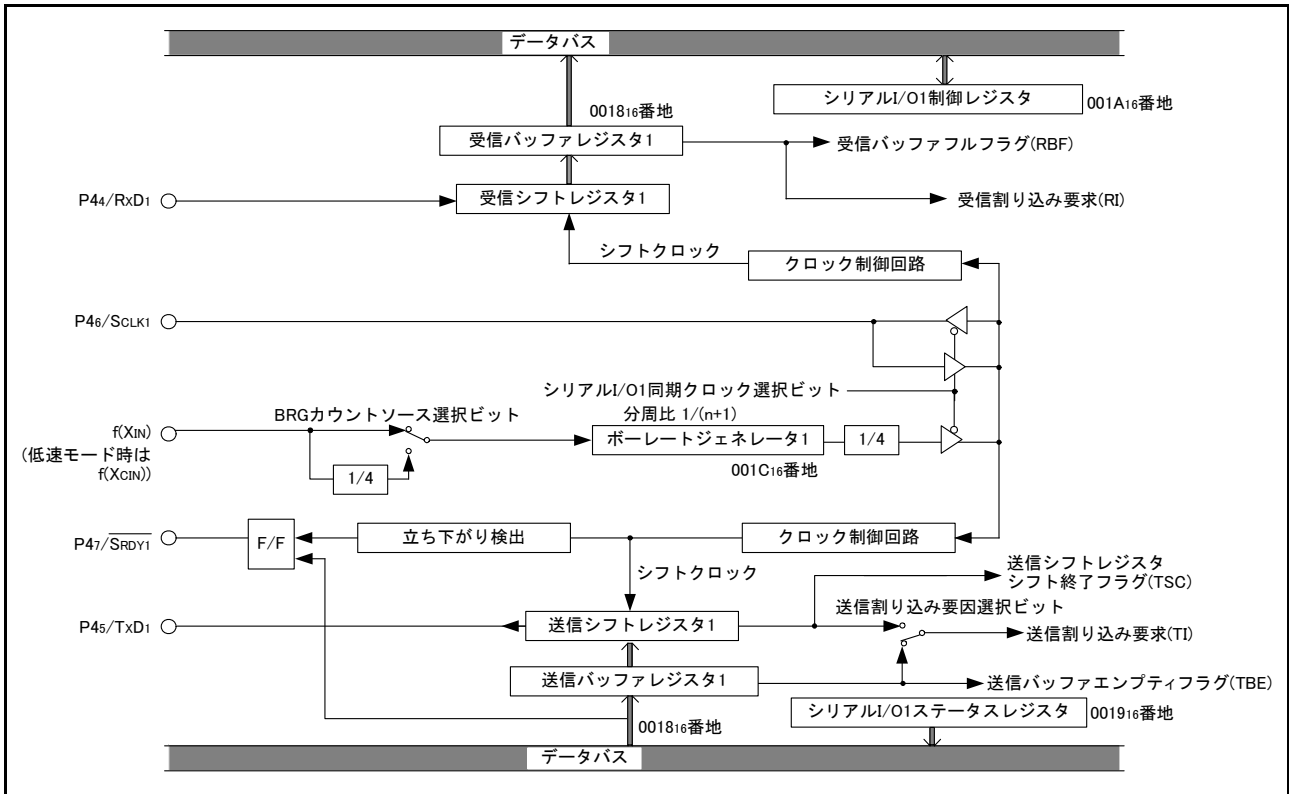 データバス
シリアルI/O1制御レジスタ
001A16番地
001816番地
受信バッファレジスタ1
受信バッファフルフラグ(RBF)
P44/RxD1
受信シフトレジスタ1
受信割り込み要求(RI)
シフトクロック
クロック制御回路
P46/SCLK1
シリアルI/O1同期クロック選択ビット
BRGカウントソース選択ビット
分周比 1/(n+1)
f(XIN)
(低速モード時は
f(XCIN))
ボーレートジェネレータ1
1/4
001C16番地
1/4
P47/SRDY1
F/F
立ち下がり検出
クロック制御回路
シフトクロック
送信シフトレジスタ
シフト終了フラグ(TSC)
送信割り込み要因選択ビット
P45/TxD1
送信シフトレジスタ1
送信割り込み要求(TI)
送信バッファレジスタ1
送信バッファエンプティフラグ(TBE)
001816番地
シリアルI/O1ステータスレジスタ
001916番地
データバス